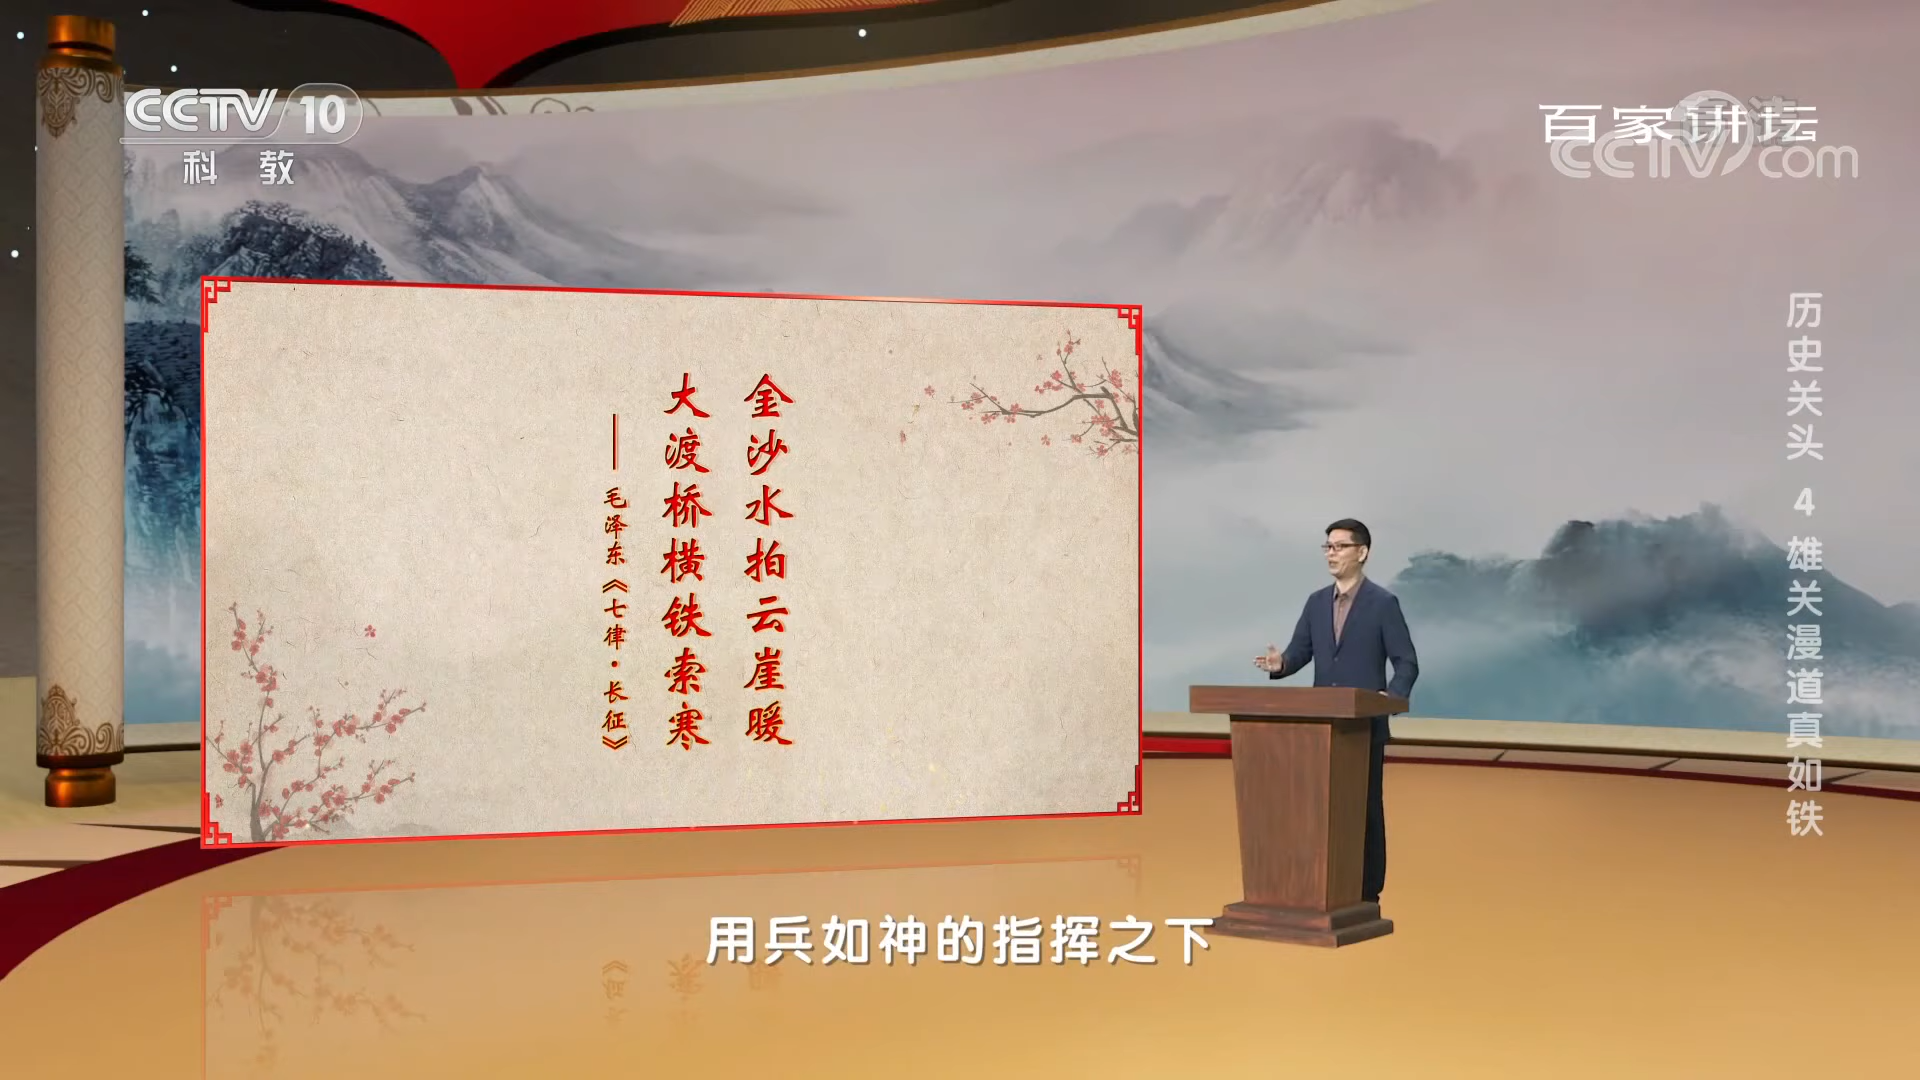 CCTV 10
科教
百家讲坛
CCTV.com
金沙水拍云崖暖
大渡桥横铁索寒
——毛泽东《七律·长征》
历史关头 4 雄关漫道真如铁
用兵如神的指挥之下